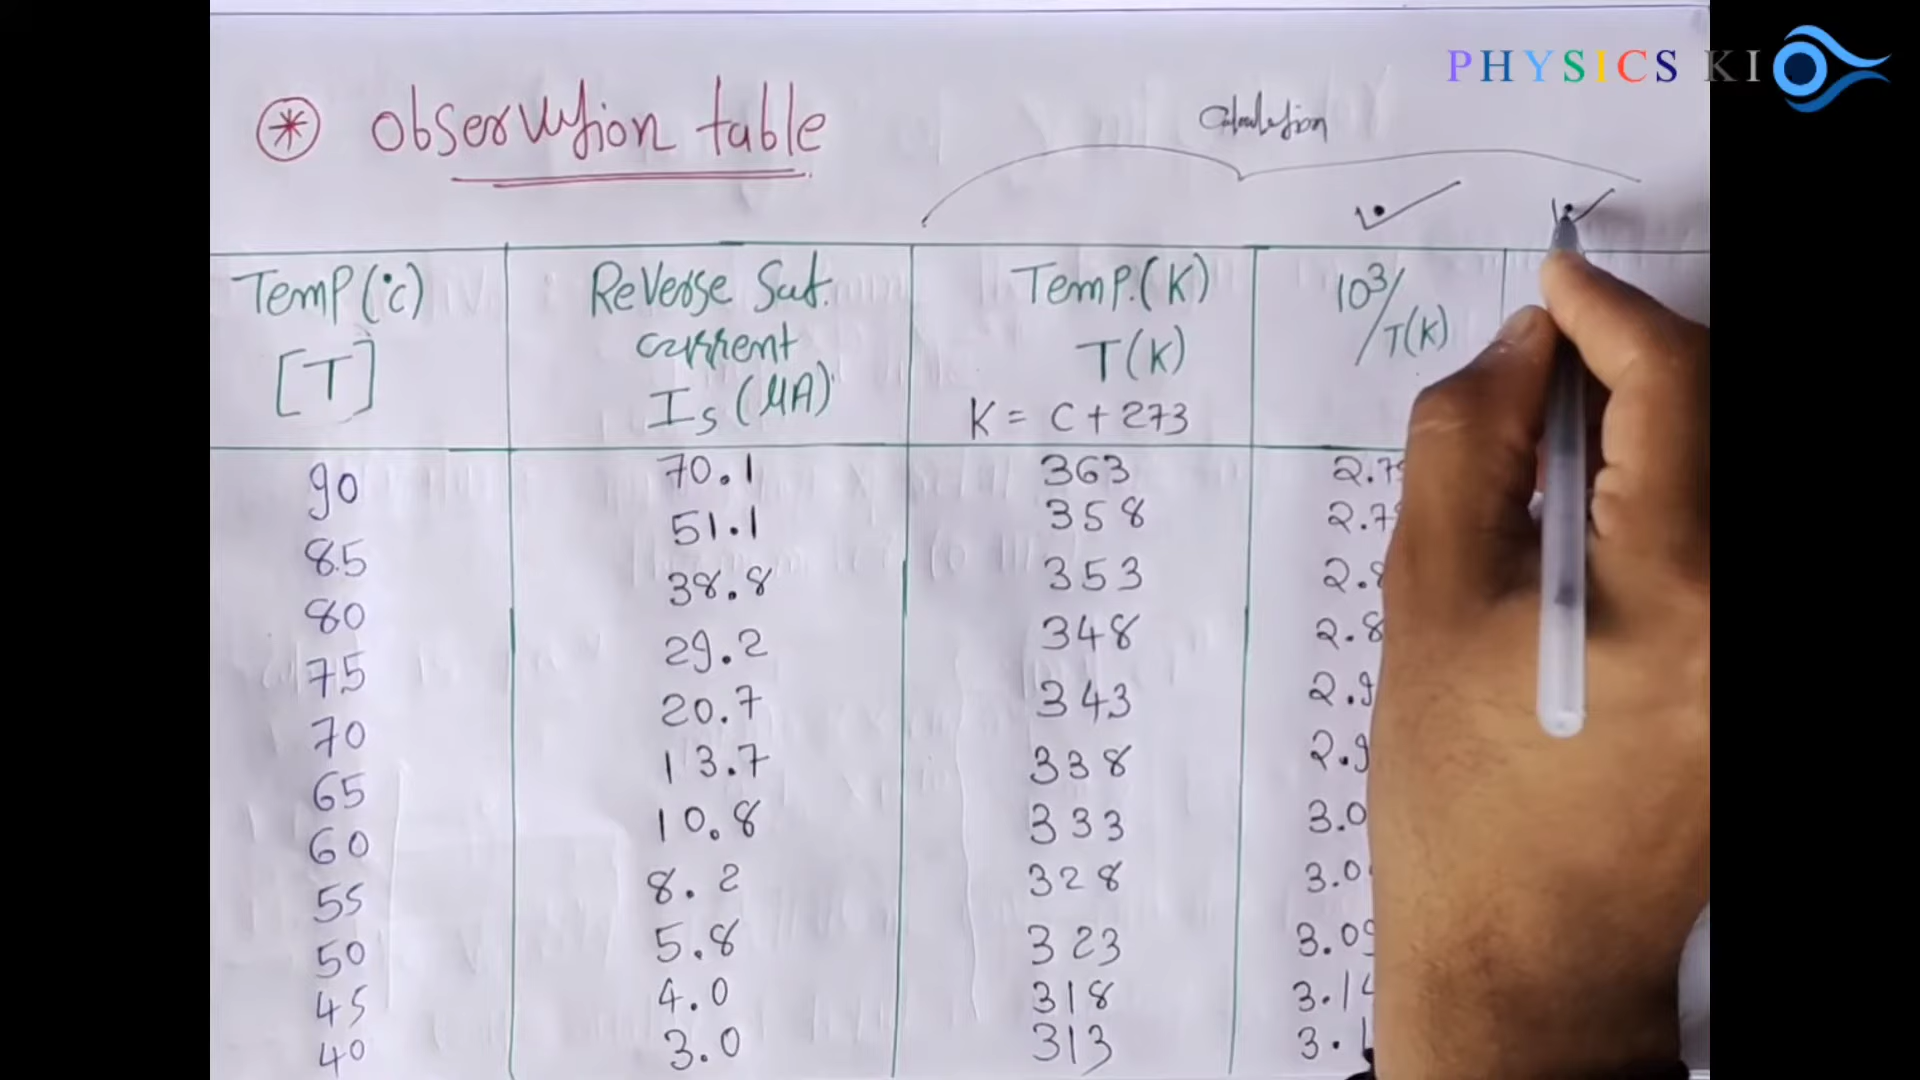 PHYSICS KI
* Observation table
Calculation
Temp (°c) [T]
Reverse Sat. current Is (μA)
Temp. (K) T(K) K = C + 273
10³/T(K)
90 70.1 363
85 51.1 358
80 38.8 353
75 29.2 348
70 20.7 343
65 13.7 338
60 10.8 333
55 8.2 328
50 5.8 323
45 4.0 318
40 3.0 313